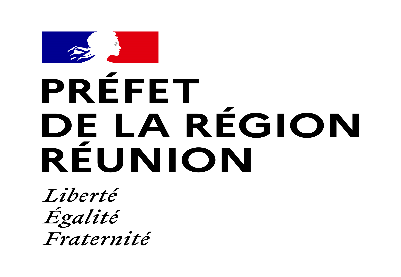 PRÉFET
DE LA RÉGION
RÉUNION
Liberté
Égalité
Fraternité